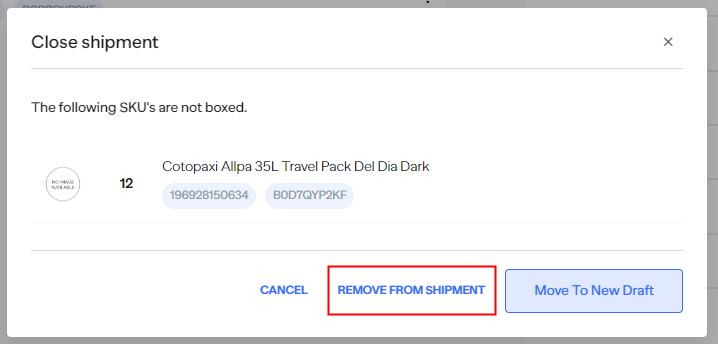 B0D7QYP2KF
Close shipment
The following SKU's are not boxed.
NO IMAGE
AVAILABLE
12
Cotopaxi Allpa 35L Travel Pack Del Dia Dark
196928150634
B0D7QYP2KF
CANCEL
REMOVE FROM SHIPMENT
Move To New Draft